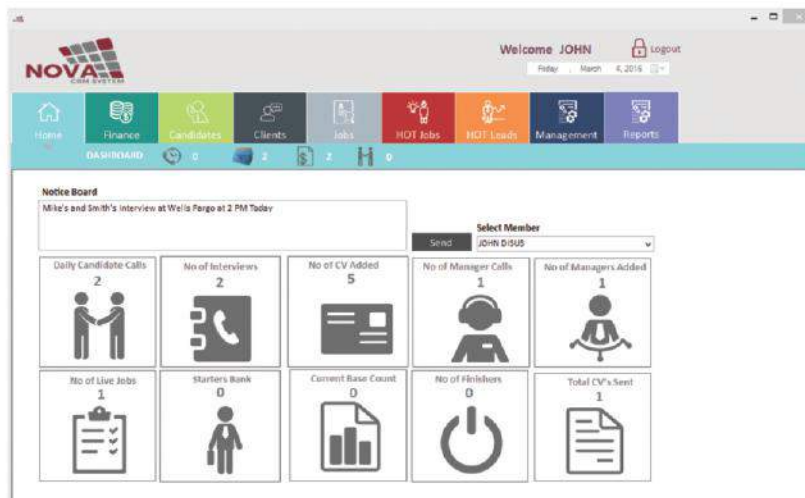 NOVA
CRM SYSTEM
Welcome JOHN
Logout
Friday , March 4, 2016
Home
Finance
Candidates
Clients
Jobs
HOT Jobs
HOT Leads
Management
Reports
DASHBOARD 0 2 2 0
Notice Board
Mike's and Smith's Interview at Wells Fargo at 2 PM Today
Select Member
Send
JOHN DISUS
Daily Candidate Calls
2
No of Interviews
2
No of CV Added
5
No of Manager Calls
1
No of Managers Added
1
No of Live Jobs
1
Starters Bank
0
Current Base Count
0
No of Finishers
0
Total CV's Sent
1